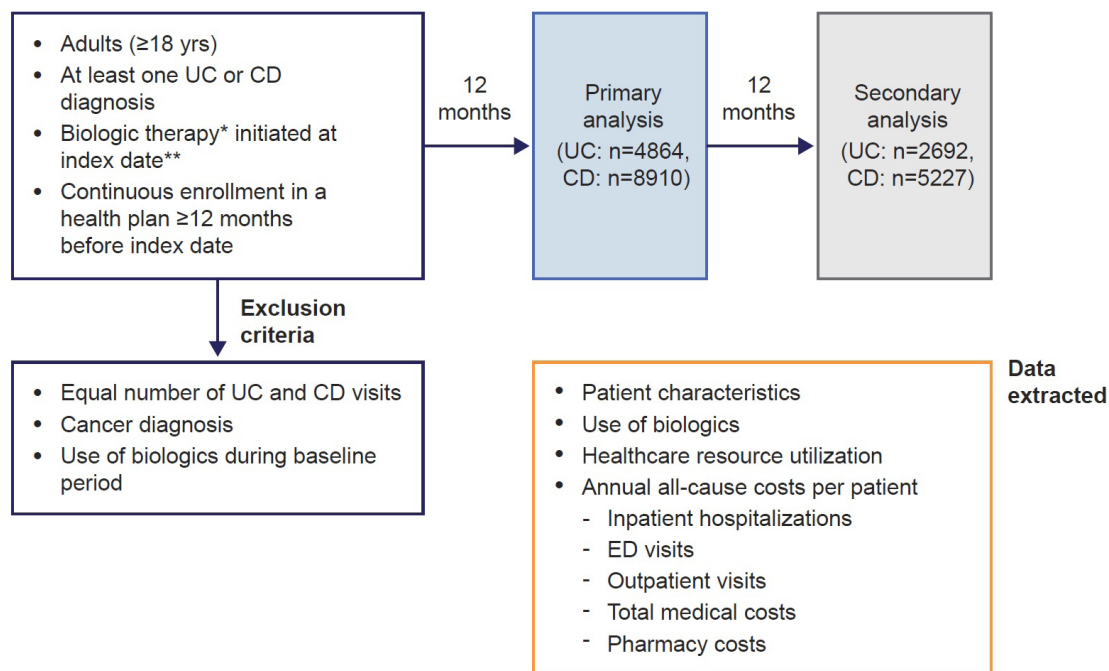 • Adults (≥18 yrs)
• At least one UC or CD
diagnosis
• Biologic therapy* initiated at
index date**
• Continuous enrollment in a
health plan ≥12 months
before index date
12
months
Primary
analysis
(UC: n=4864,
CD: n=8910)
12
months
Secondary
analysis
(UC: n=2692,
CD: n=5227)
Exclusion
criteria
• Equal number of UC and CD visits
• Cancer diagnosis
• Use of biologics during baseline
period
• Patient characteristics
• Use of biologics
• Healthcare resource utilization
• Annual all-cause costs per patient
- Inpatient hospitalizations
- ED visits
- Outpatient visits
- Total medical costs
- Pharmacy costs
Data
extracted